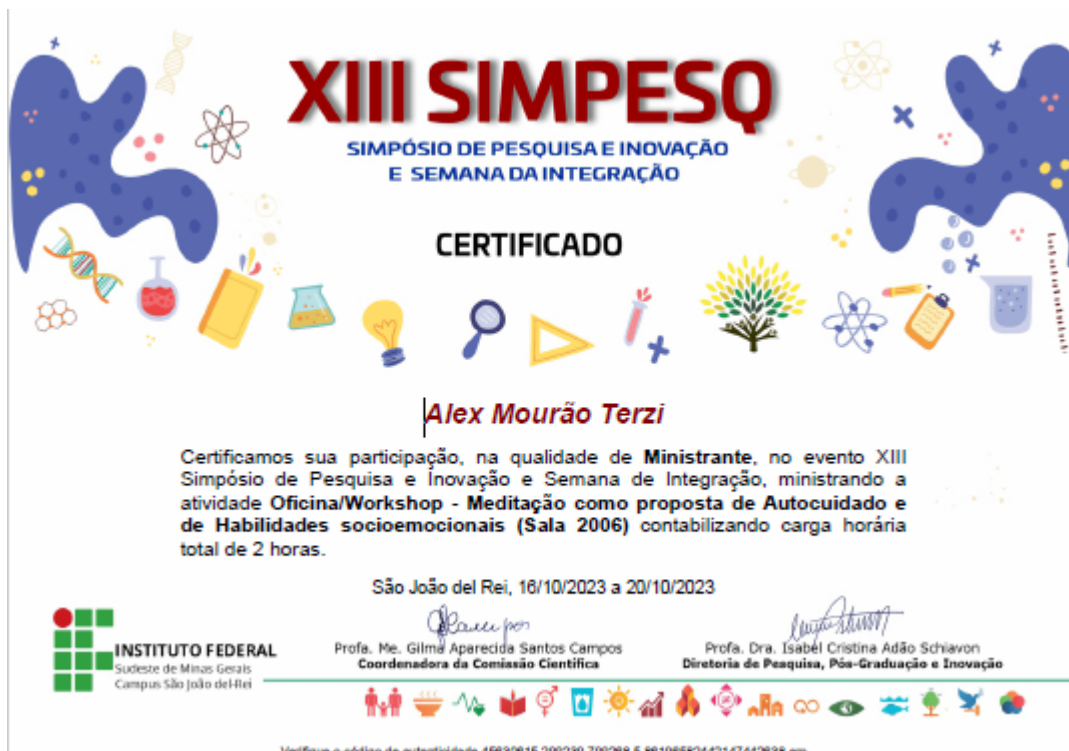 XIII SIMPESQ
SIMPÓSIO DE PESQUISA E INOVAÇÃO
E SEMANA DA INTEGRAÇÃO
CERTIFICADO
Alex Mourão Terzi
Certificamos sua participação, na qualidade de Ministrante, no evento XIII
Simpósio de Pesquisa e Inovação e Semana de Integração, ministrando a
atividade Oficina/Workshop - Meditação como proposta de Autocuidado e
de Habilidades socioemocionais (Sala 2006) contabilizando carga horária
total de 2 horas.
São João del Rei, 16/10/2023 a 20/10/2023
INSTITUTO FEDERAL
Sudeste de Minas Gerais
Campus São João del-Rei
Profa. Me. Gilma Aparecida Santos Campos
Coordenadora da Comissão Científica
Profa. Dra. Isabel Cristina Adão Schiavon
Diretoria de Pesquisa, Pós-Graduação e Inovação
Verifique o código de autenticidade